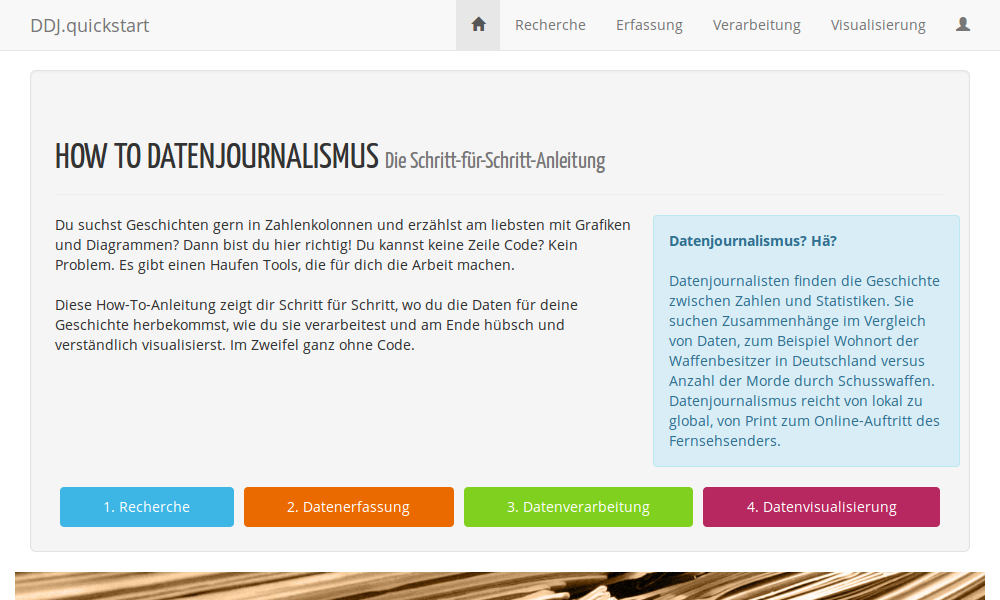 DDJ.quickstart
Recherche
Erfassung
Verarbeitung
Visualisierung
HOW TO DATENJOURNALISMUS Die Schritt-für-Schritt-Anleitung
Du suchst Geschichten gern in Zahlenkolonnen und erzählst am liebsten mit Grafiken
und Diagrammen? Dann bist du hier richtig! Du kannst keine Zeile Code? Kein
Problem. Es gibt einen Haufen Tools, die für dich die Arbeit machen.
Diese How-To-Anleitung zeigt dir Schritt für Schritt, wo du die Daten für deine
Geschichte herbekommst, wie du sie verarbeitest und am Ende hübsch und
verständlich visualisierst. Im Zweifel ganz ohne Code.
Datenjournalismus? Hä?
Datenjournalisten finden die Geschichte
zwischen Zahlen und Statistiken. Sie
suchen Zusammenhänge im Vergleich
von Daten, zum Beispiel Wohnort der
Waffenbesitzer in Deutschland versus
Anzahl der Morde durch Schusswaffen.
Datenjournalismus reicht von lokal zu
global, von Print zum Online-Auftritt des
Fernsehsenders.
1. Recherche
2. Datenerfassung
3. Datenverarbeitung
4. Datenvisualisierung